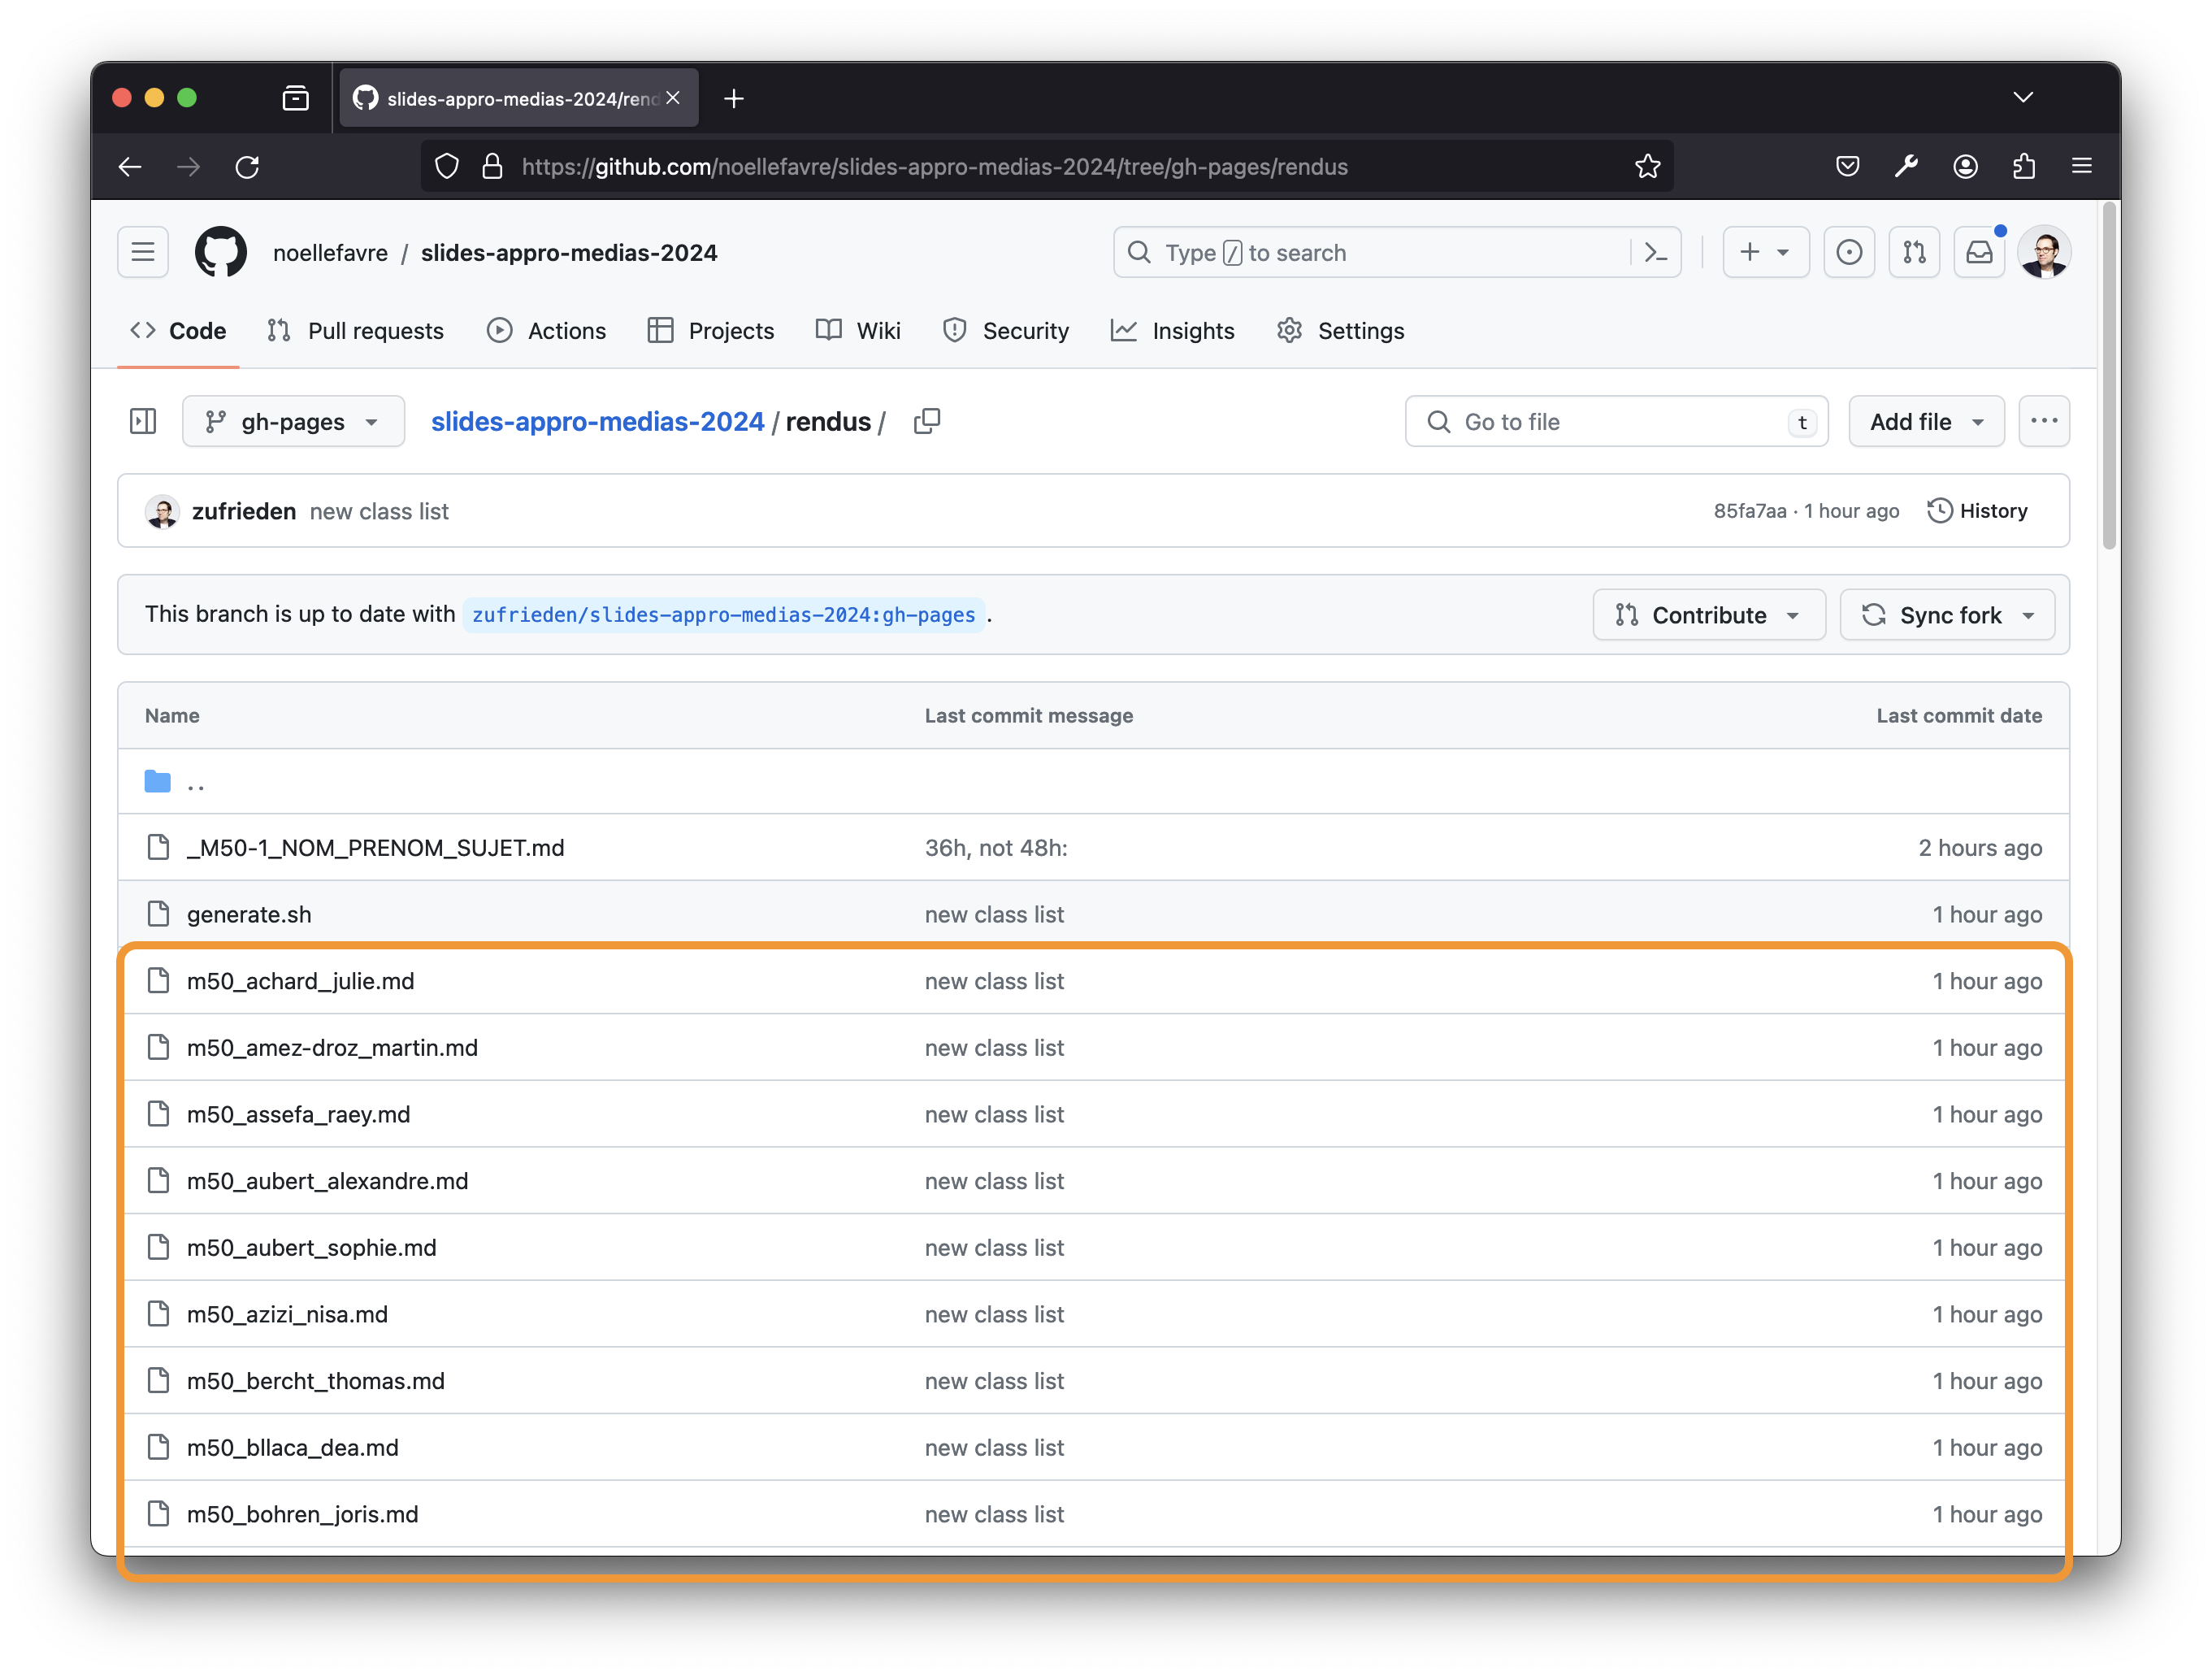 slides-appro-medias-2024/rend
https://github.com/noellefavre/slides-appro-medias-2024/tree/gh-pages/rendus
noellefavre / slides-appro-medias-2024
Type / to search
Code Pull requests Actions Projects Wiki Security Insights Settings
gh-pages slides-appro-medias-2024 / rendus / Go to file t Add file
zufrieden new class list 85fa7aa · 1 hour ago History
This branch is up to date with zufrieden/slides-appro-medias-2024:gh-pages . Contribute Sync fork
Name Last commit message Last commit date
..
_M50-1_NOM_PRENOM_SUJET.md 36h, not 48h: 2 hours ago
generate.sh new class list 1 hour ago
m50_achard_julie.md new class list 1 hour ago
m50_amez-droz_martin.md new class list 1 hour ago
m50_assefa_raey.md new class list 1 hour ago
m50_aubert_alexandre.md new class list 1 hour ago
m50_aubert_sophie.md new class list 1 hour ago
m50_azizi_nisa.md new class list 1 hour ago
m50_bercht_thomas.md new class list 1 hour ago
m50_bllaca_dea.md new class list 1 hour ago
m50_bohren_joris.md new class list 1 hour ago